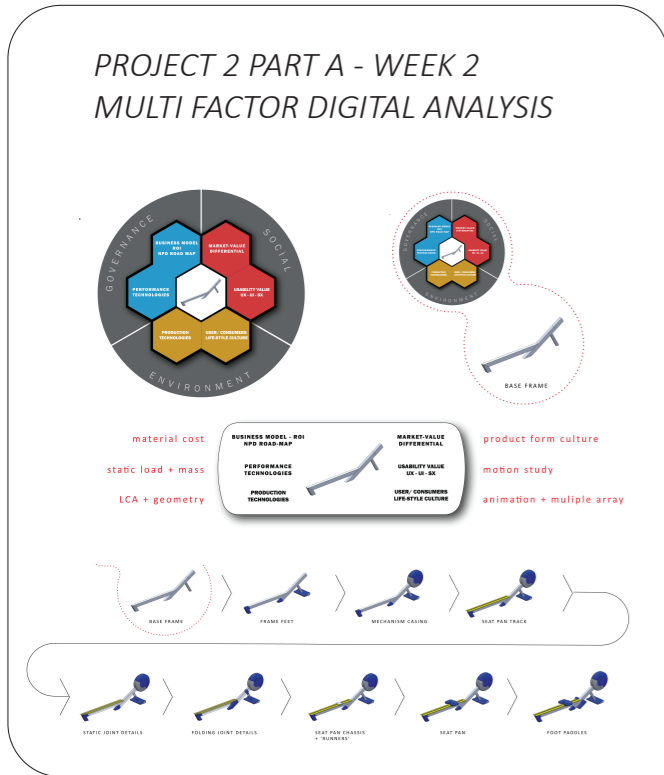 PROJECT 2 PART A - WEEK 2
MULTI FACTOR DIGITAL ANALYSIS
GOVERNANCE
SOCIAL
ENVIRONMENT
BUSINESS MODEL
ROI
NPD ROAD MAP
MARKET-VALUE
DIFFERENTIAL
PERFORMANCE
TECHNOLOGIES
USABILITY VALUE
UX - UI - SX
PRODUCTION
TECHNOLOGIES
USER/ CONSUMERS
LIFE-STYLE CULTURE
GOVERNANCE
SOCIAL
ENVIRONMENT
BASE FRAME
material cost
static load + mass
LCA + geometry
BUSINESS MODEL - ROI
NPD ROAD-MAP
PERFORMANCE
TECHNOLOGIES
PRODUCTION
TECHNOLOGIES
MARKET-VALUE
DIFFERENTIAL
USABILITY VALUE
UX - UI - SX
USER/ CONSUMERS
LIFE-STYLE CULTURE
product form culture
motion study
animation + muliple array
BASE FRAME
FRAME FEET
MECHANISM CASING
SEAT PAN TRACK
STATIC JOINT DETAILS
FOLDING JOINT DETAILS
SEAT PAN CHASSIS
+ 'RUNNERS'
SEAT PAN
FOOT PADDLES